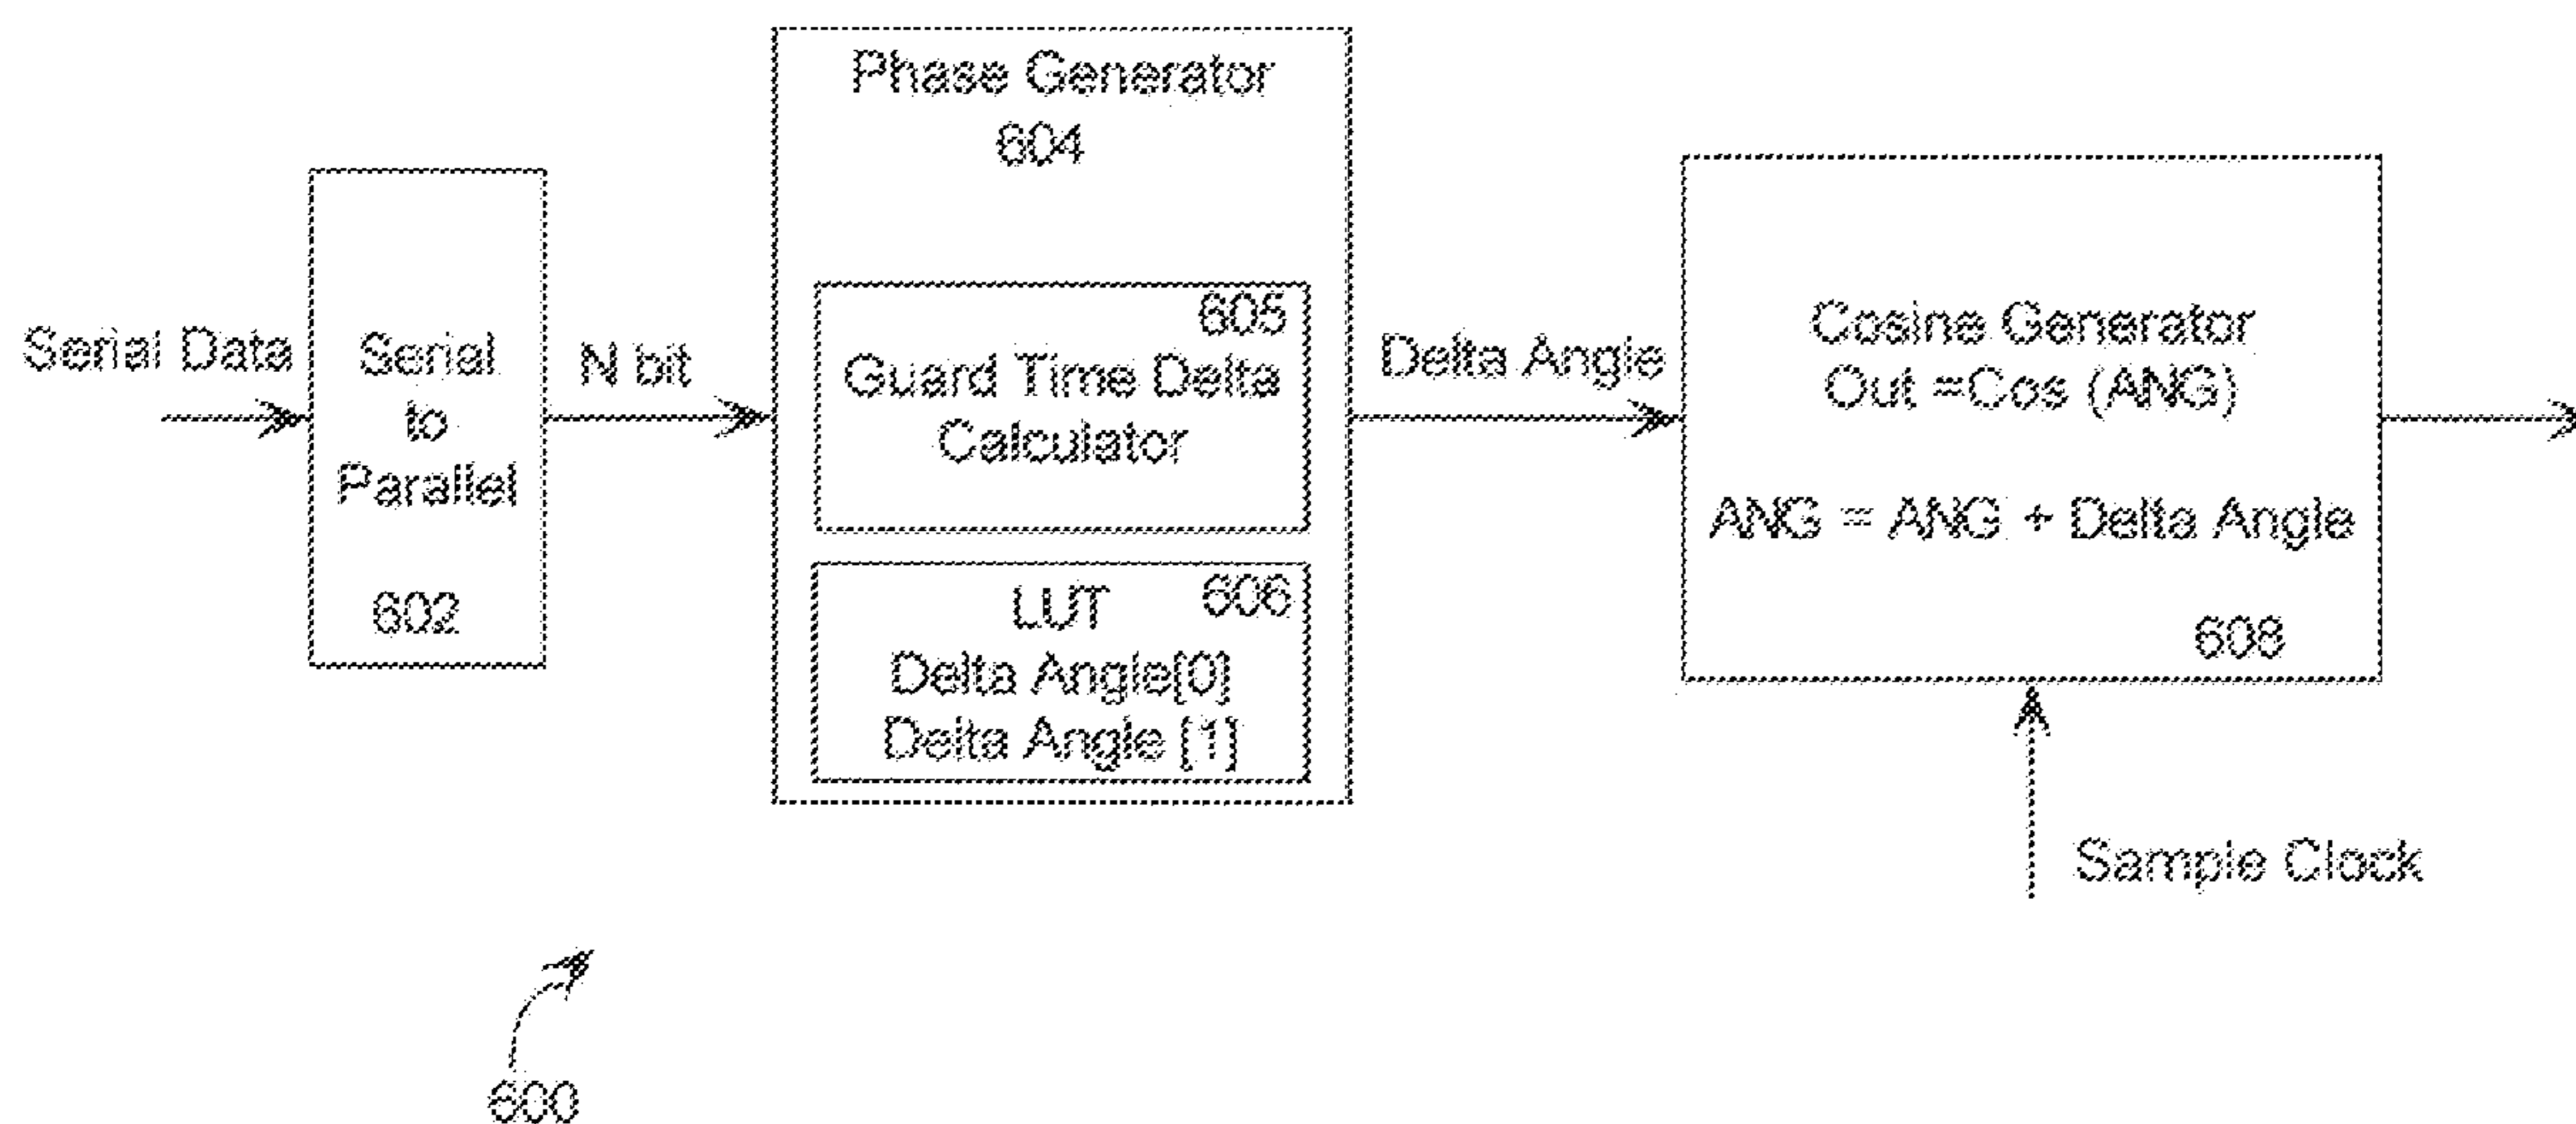 Serial Data
Serial
to
Parallel
602
N bit
Phase Generator
604
605
Guard Time Delta
Calculator
LUT 606
Delta Angle[0]
Delta Angle [1]
Delta Angle
Cosine Generator
Out =Cos (ANG)
ANG = ANG + Delta Angle
608
Sample Clock
600